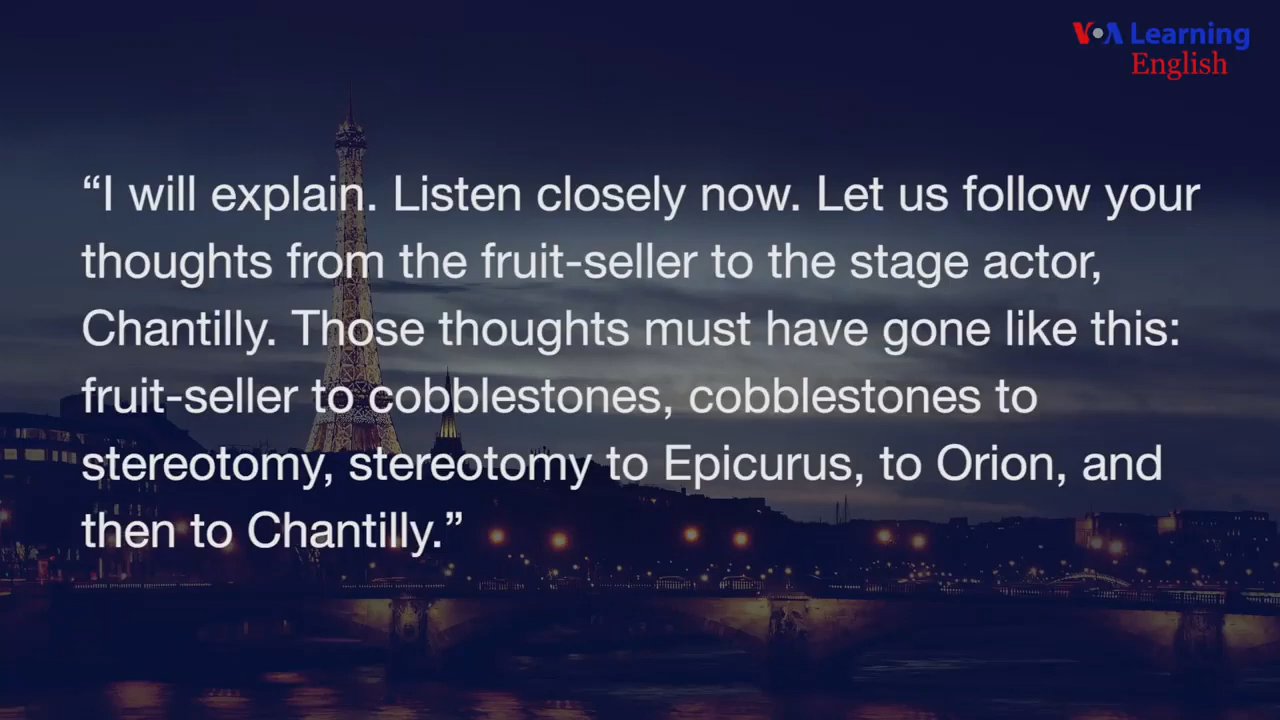 VOA Learning
English
“I will explain. Listen closely now. Let us follow your
thoughts from the fruit-seller to the stage actor,
Chantilly. Those thoughts must have gone like this:
fruit-seller to cobblestones, cobblestones to
stereotomy, stereotomy to Epicurus, to Orion, and
then to Chantilly.”